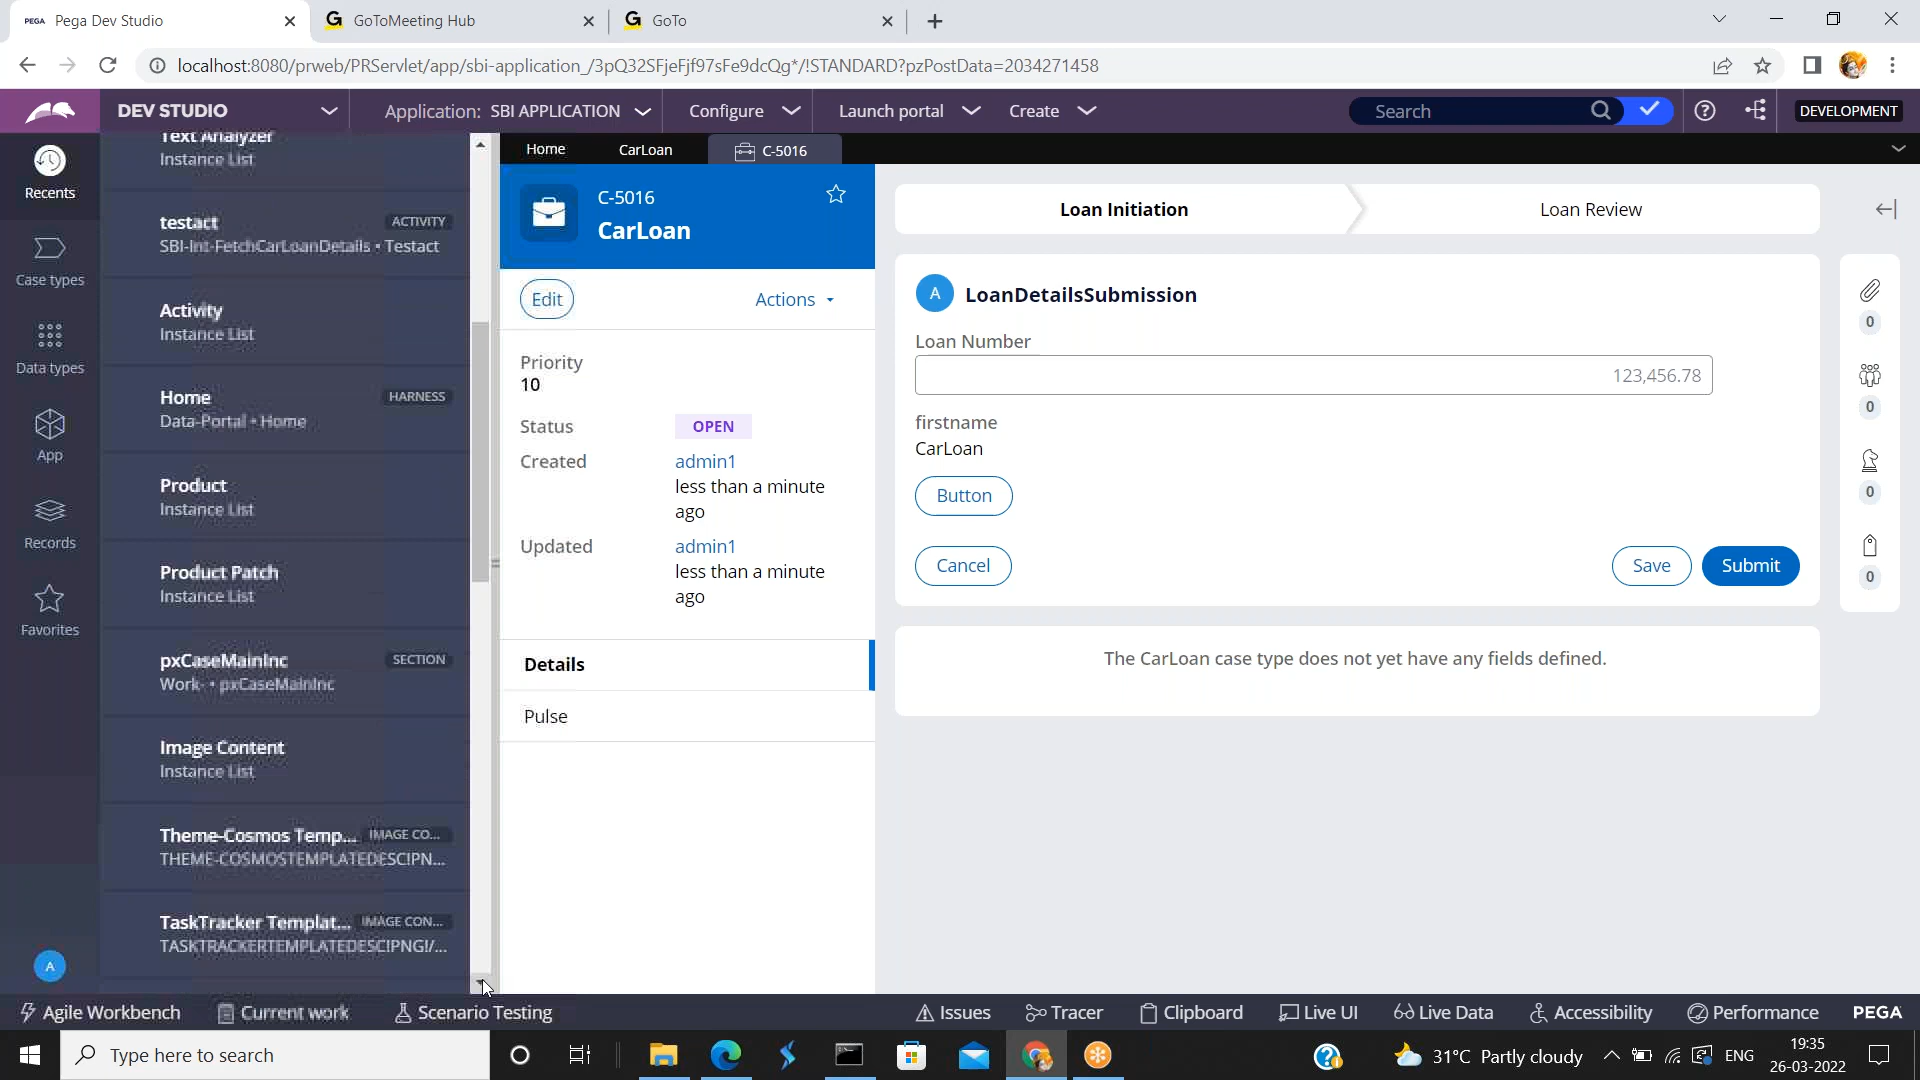 PEGA Pega Dev Studio
GoToMeeting Hub
GoTo
localhost:8080/prweb/PRServlet/app/sbi-application_/3pQ32SFjeFjf97sFe9dcQg*/!STANDARD?pzPostData=2034271458
DEV STUDIO
Application: SBI APPLICATION
Configure
Launch portal
Create
Search
DEVELOPMENT
Recents
Case types
Data types
App
Records
Favorites
A
Text Analyzer
Instance List
testact ACTIVITY
SBI-Int-FetchCarLoanDetails • Testact
Activity
Instance List
Home HARNESS
Data-Portal • Home
Product
Instance List
Product Patch
Instance List
pxCaseMainInc SECTION
Work- • pxCaseMainInc
Image Content
Instance List
Theme-Cosmos Temp... IMAGE CO...
THEME-COSMOSTEMPLATEDESC!PN...
TaskTracker Templat... IMAGE CON...
TASKTRACKERTEMPLATEDESC!PNG!/...
Home
CarLoan
C-5016
C-5016
CarLoan
Edit
Actions
Priority
10
Status OPEN
Created admin1
less than a minute
ago
Updated admin1
less than a minute
ago
Details
Pulse
Loan Initiation
Loan Review
A LoanDetailsSubmission
Loan Number
123,456.78
firstname
CarLoan
Button
Cancel
Save
Submit
The CarLoan case type does not yet have any fields defined.
0
0
0
0
Agile Workbench
Current work
Scenario Testing
Issues
Tracer
Clipboard
Live UI
Live Data
Accessibility
Performance
PEGA
Type here to search
31°C Partly cloudy
ENG
19:35
26-03-2022